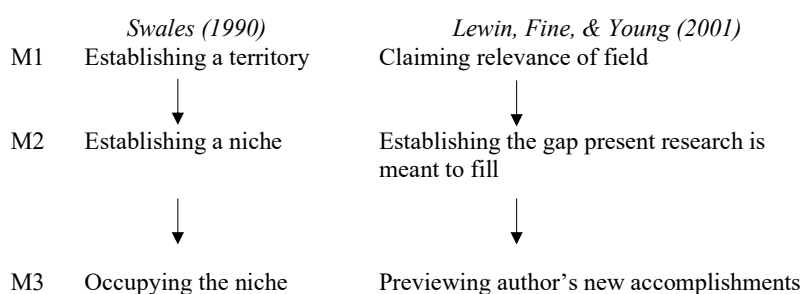 Swales (1990) Lewin, Fine, & Young (2001)
M1 Establishing a territory Claiming relevance of field
M2 Establishing a niche Establishing the gap present research is
meant to fill
M3 Occupying the niche Previewing author's new accomplishments